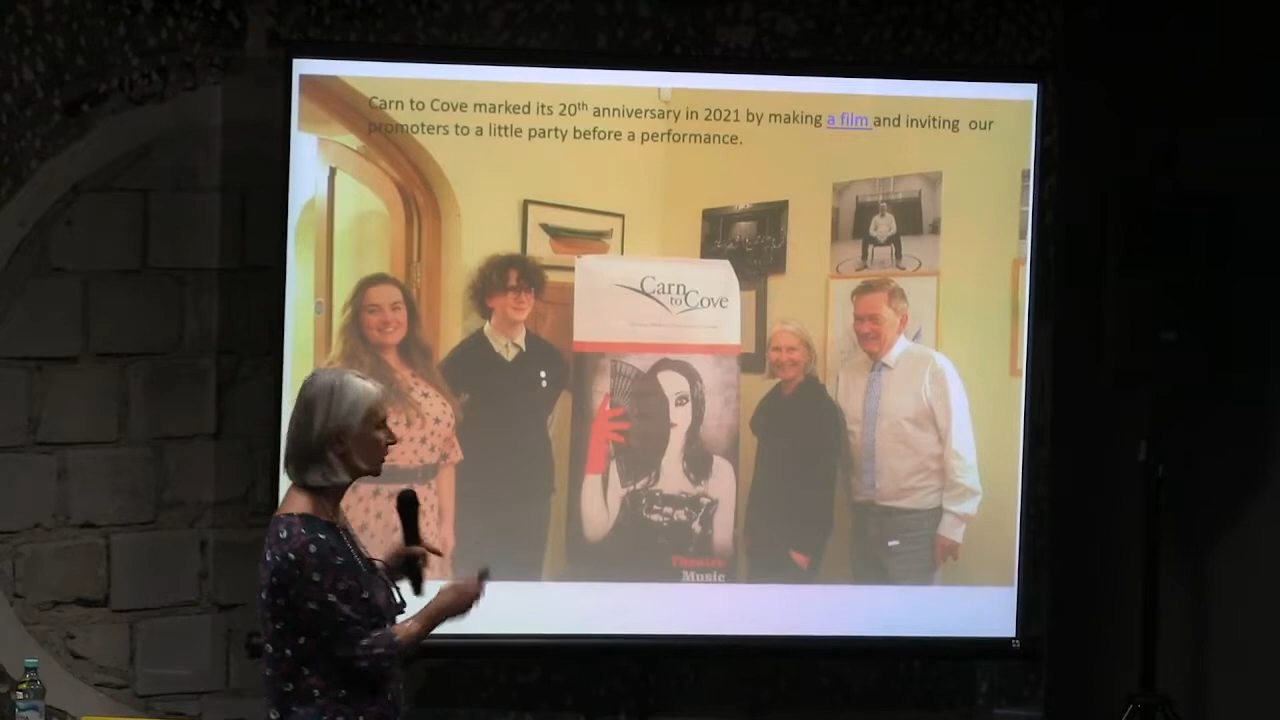 Carn to Cove marked its 20th anniversary in 2021 by making a film and inviting our
promoters to a little party before a performance.
Carn
to Cove
Theatre
Music